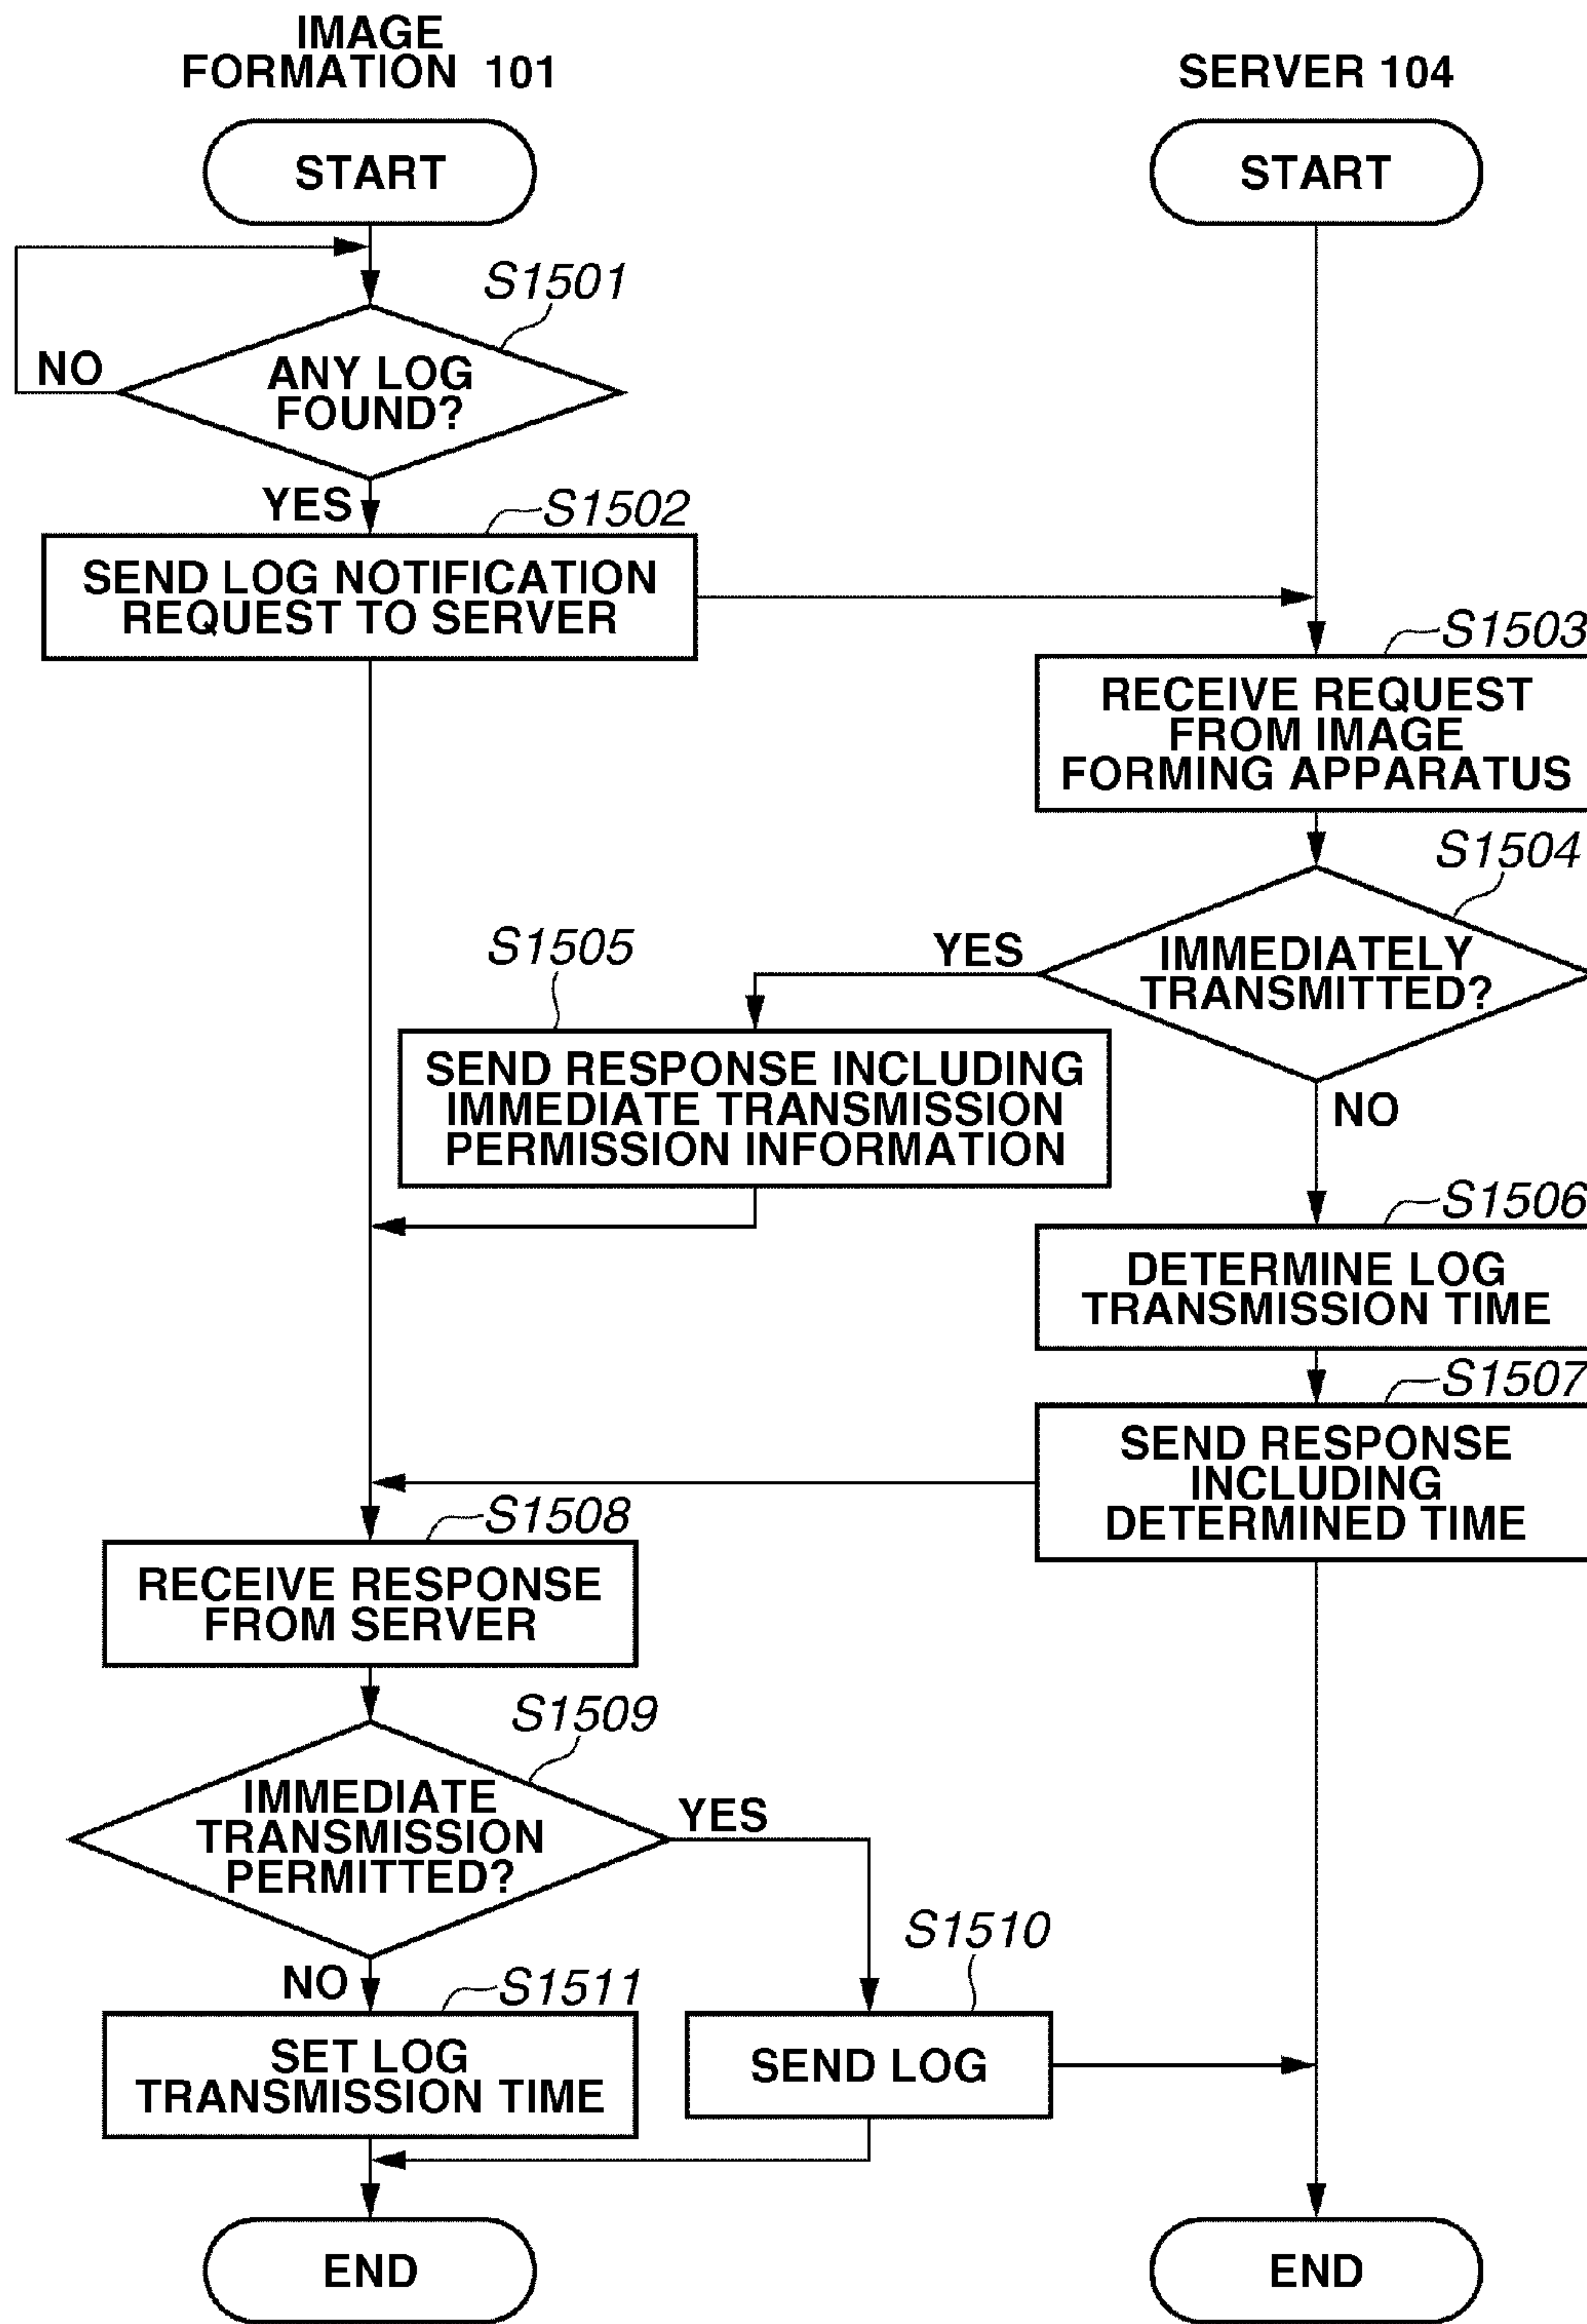 IMAGE
FORMATION 101
SERVER 104
START
START
S1501
ANY LOG
FOUND?
NO
YES
S1502
SEND LOG NOTIFICATION
REQUEST TO SERVER
S1503
RECEIVE REQUEST
FROM IMAGE
FORMING APPARATUS
S1504
IMMEDIATELY
TRANSMITTED?
YES
NO
S1505
SEND RESPONSE INCLUDING
IMMEDIATE TRANSMISSION
PERMISSION INFORMATION
S1506
DETERMINE LOG
TRANSMISSION TIME
S1507
SEND RESPONSE
INCLUDING
DETERMINED TIME
S1508
RECEIVE RESPONSE
FROM SERVER
S1509
IMMEDIATE
TRANSMISSION
PERMITTED?
YES
NO
S1510
SEND LOG
S1511
SET LOG
TRANSMISSION TIME
END
END